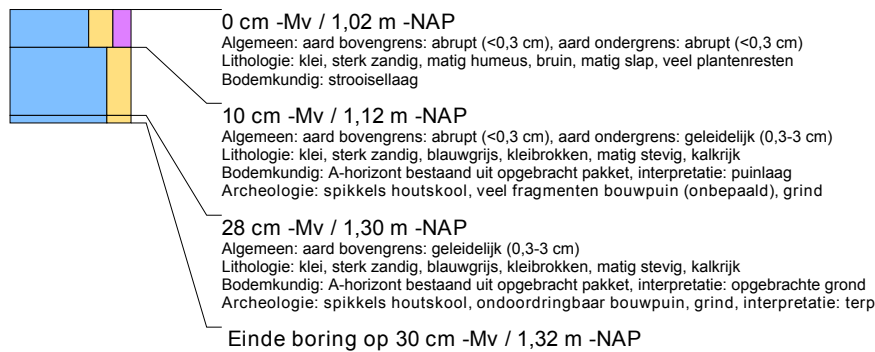 0 cm -Mv / 1,02 m -NAP
Algemeen: aard bovengrens: abrupt (<0,3 cm), aard ondergrens: abrupt (<0,3 cm)
Lithologie: klei, sterk zandig, matig humeus, bruin, matig slap, veel plantenresten
Bodemkundig: strooisellaag
10 cm -Mv / 1,12 m -NAP
Algemeen: aard bovengrens: abrupt (<0,3 cm), aard ondergrens: geleidelijk (0,3-3 cm)
Lithologie: klei, sterk zandig, blauwgrijs, kleibrokken, matig stevig, kalkrijk
Bodemkundig: A-horizont bestaand uit opgebracht pakket, interpretatie: puinlaag
Archeologie: spikkels houtskool, veel fragmenten bouwpuin (onbepaald), grind
28 cm -Mv / 1,30 m -NAP
Algemeen: aard bovengrens: geleidelijk (0,3-3 cm)
Lithologie: klei, sterk zandig, blauwgrijs, kleibrokken, matig stevig, kalkrijk
Bodemkundig: A-horizont bestaand uit opgebracht pakket, interpretatie: opgebrachte grond
Archeologie: spikkels houtskool, ondoordringbaar bouwpuin, grind, interpretatie: terp
Einde boring op 30 cm -Mv / 1,32 m -NAP